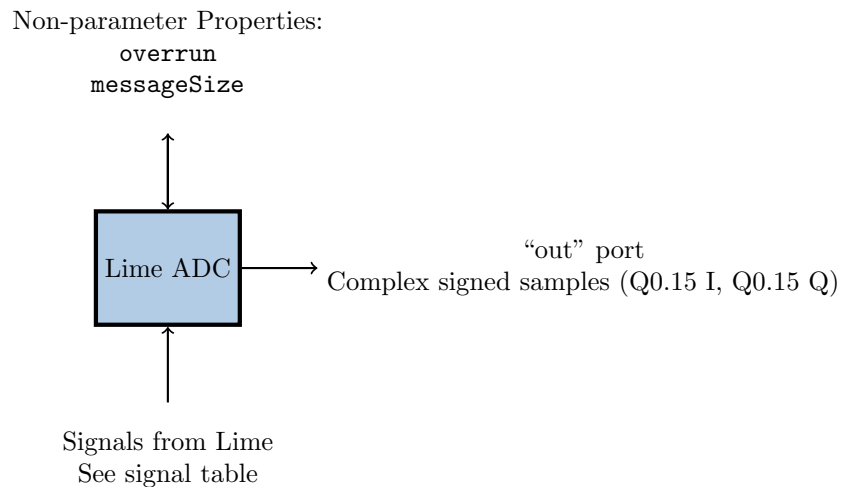 Non-parameter Properties:
overrun
messageSize
Lime ADC
“out” port
Complex signed samples (Q0.15 I, Q0.15 Q)
Signals from Lime
See signal table